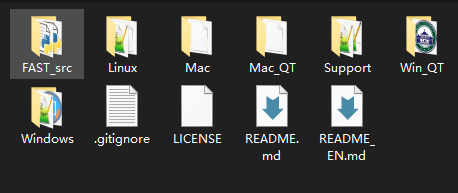 FAST_src
Linux
Mac
Mac_QT
Support
Win_QT
Windows
.gitignore
LICENSE
README.
md
README_
EN.md